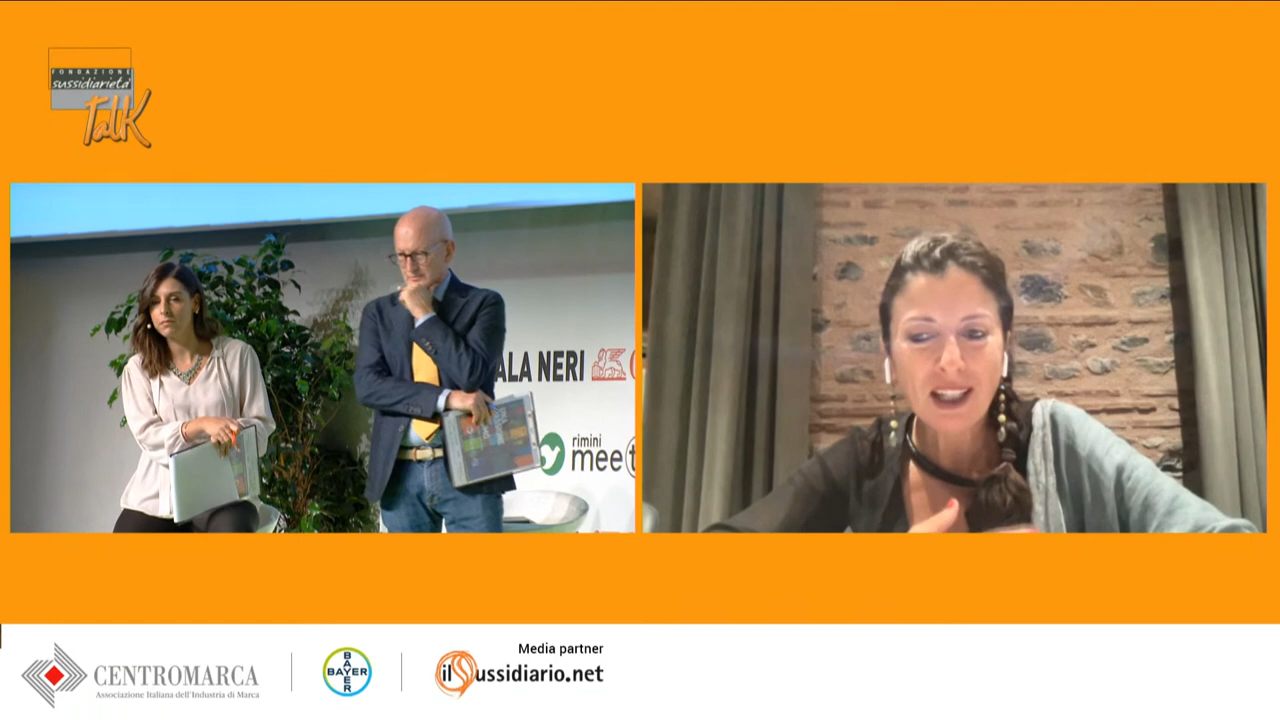 FONDAZIONE
sussidiarietà
Talk
ALA NERI
rimini
mee
CENTROMARCA
Associazione Italiana dell'Industria di Marca
BAYER
BAYER
Media partner
ilSussidiario.net